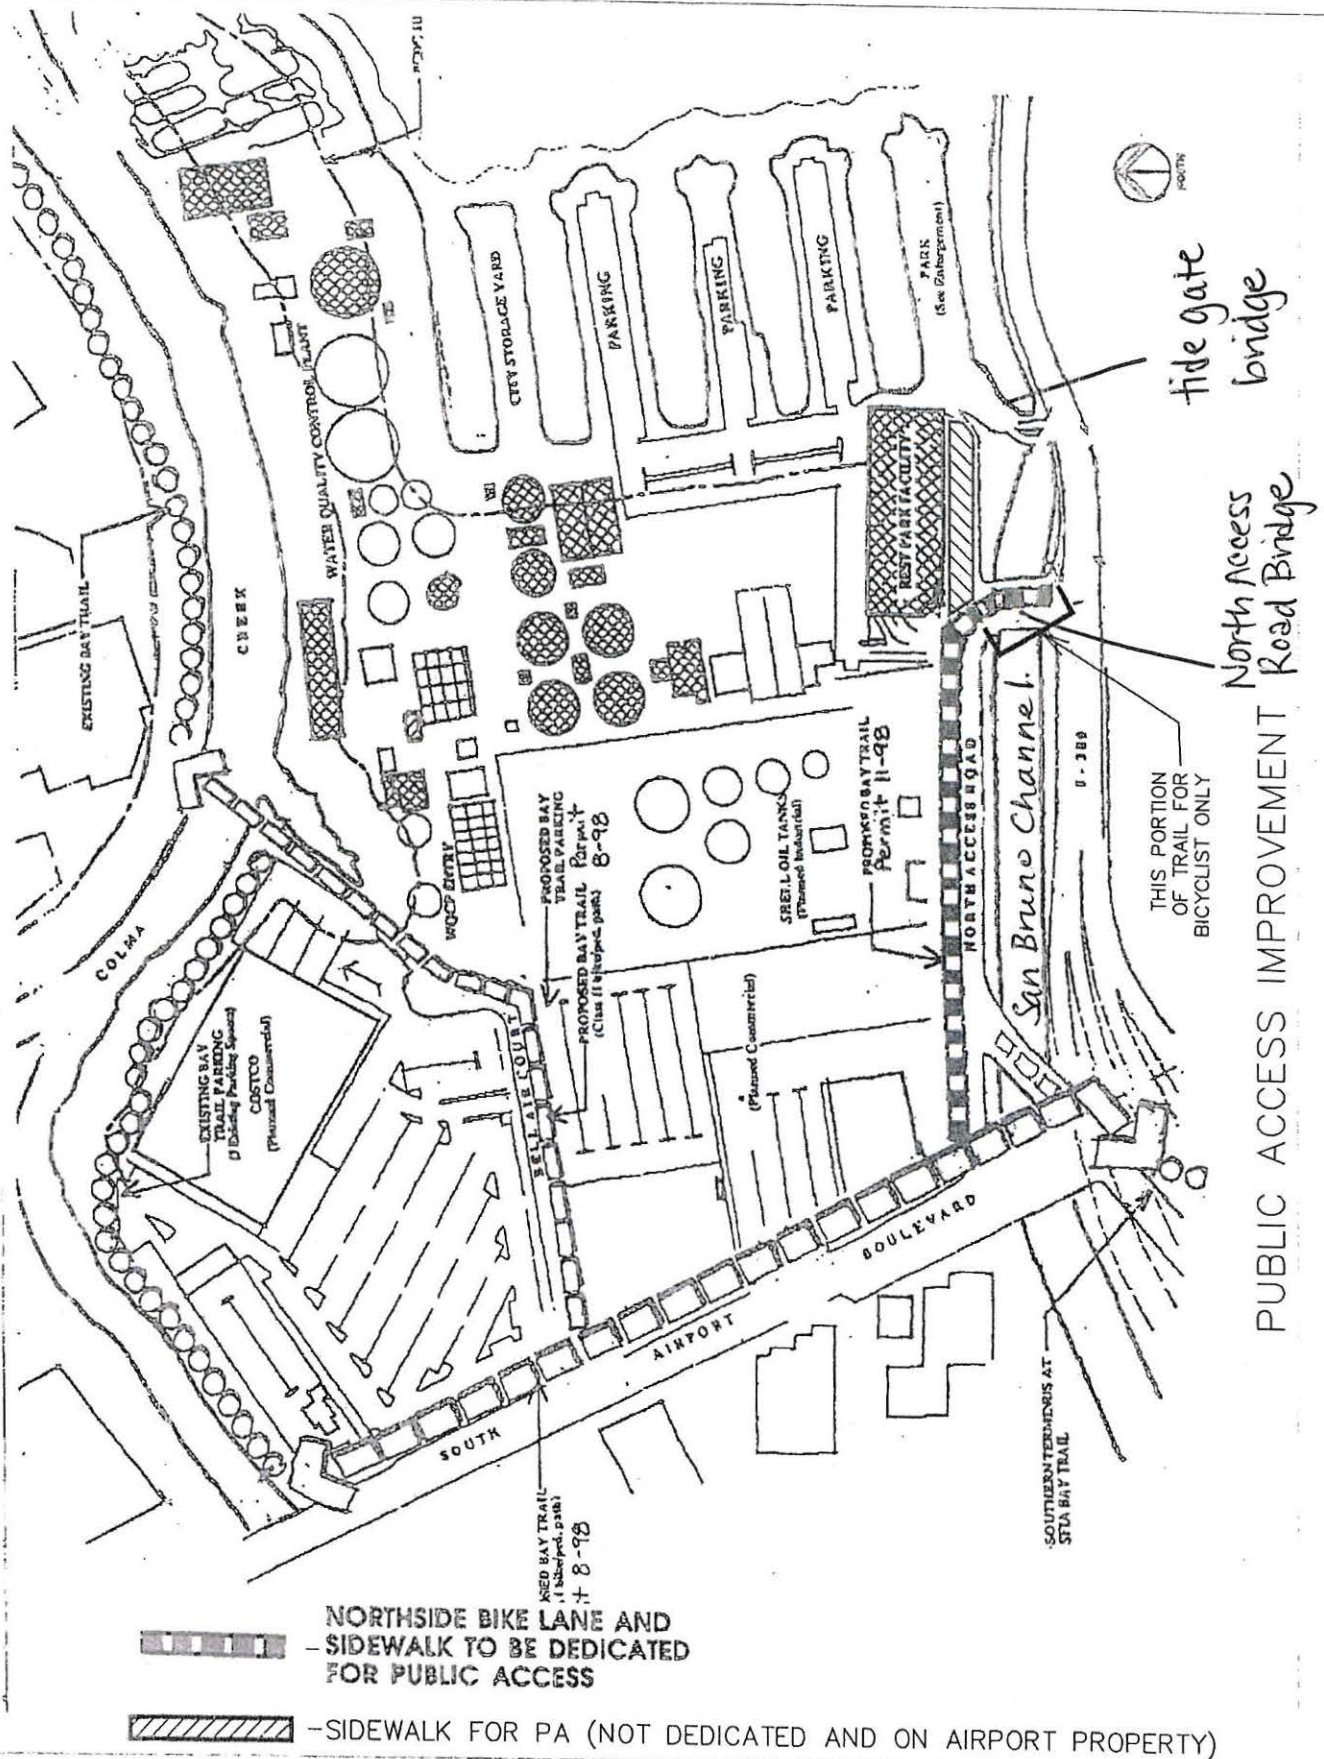 EXISTING BAY TRAIL
CREEK
COLMA
WATER QUALITY CONTROL PLANT
CITY STORAGE YARD
PARKING
PARKING
PARKING
PARK
(See Enlargement)
tide gate
bridge
REST PARK FACILITY
North Access
Road Bridge
EXISTING BAY
TRAIL PARKING
COSTCO
(Planned Commercial)
WQCP ENTRY
PROPOSED BAY
TRAIL PARKING
PROPOSED BAY TRAIL Permit
8-98
SHELL OIL TANKS
(Planned Industrial)
Permit 11-98
NORTH ACCESS ROAD
San Bruno Channel.
THIS PORTION
OF TRAIL FOR
BICYCLIST ONLY
BELL AIR COURT
(Planned Commercial)
SOUTH
AIRPORT
BOULEVARD
SOUTHERN TERMINUS AT
BAY TRAIL
BAY TRAIL
8-98
PUBLIC ACCESS IMPROVEMENT
NORTHSIDE BIKE LANE AND
-SIDEWALK TO BE DEDICATED
FOR PUBLIC ACCESS
-SIDEWALK FOR PA (NOT DEDICATED AND ON AIRPORT PROPERTY)